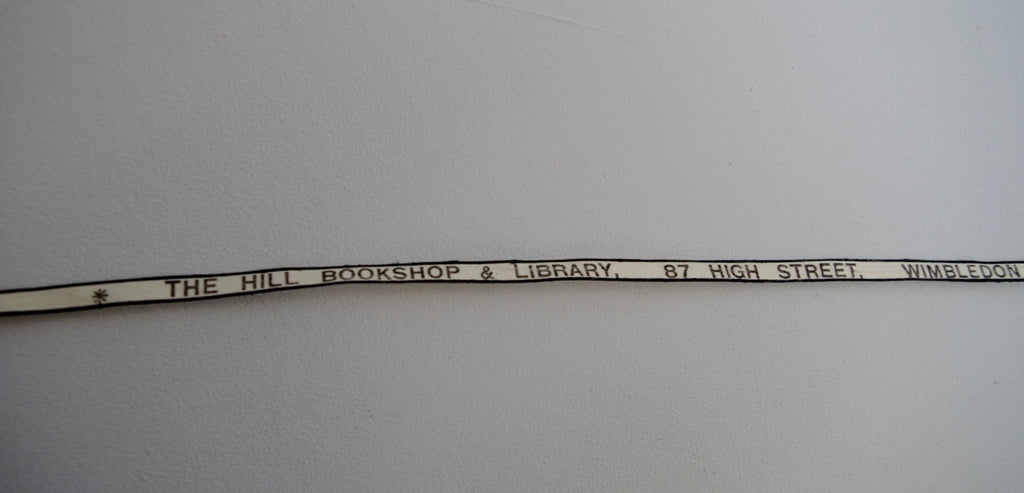 * THE HILL BOOKSHOP & LIBRARY, 87 HIGH STREET, WIMBLEDON